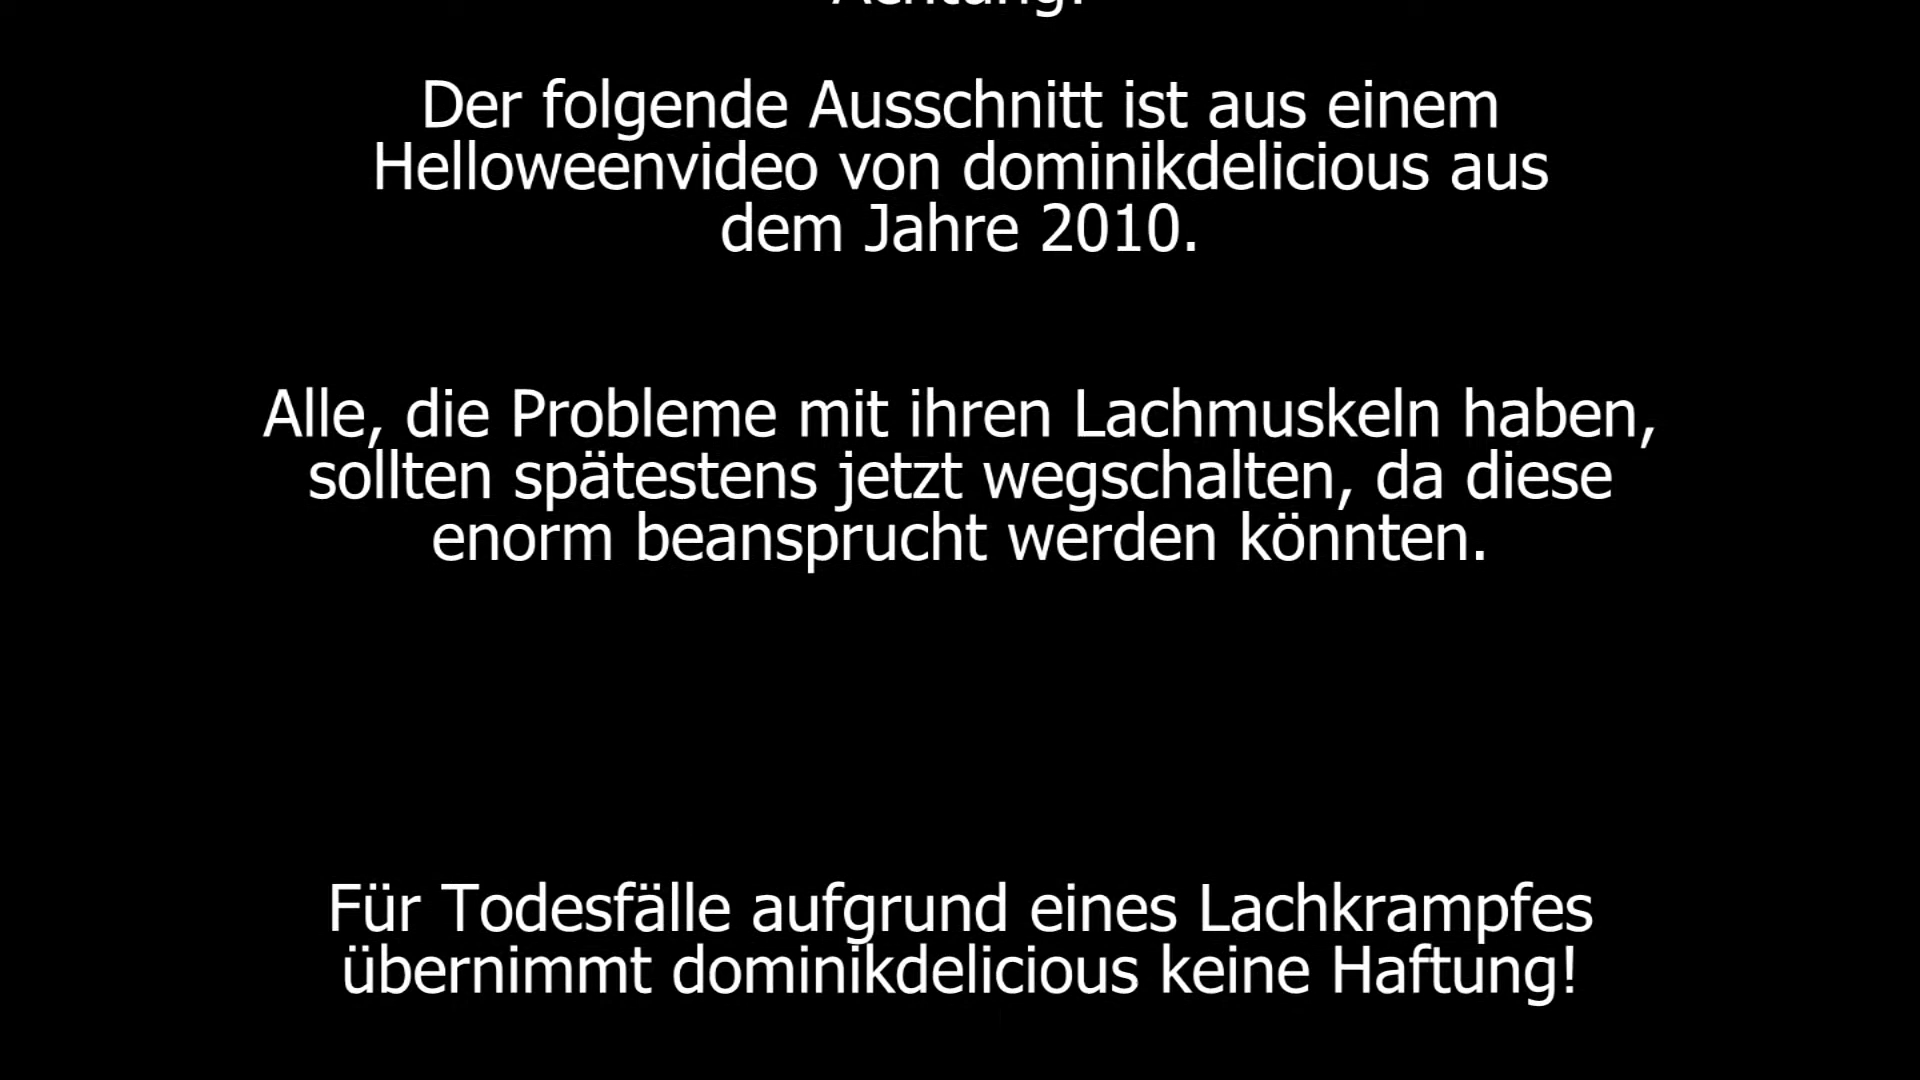 Achtung!
Der folgende Ausschnitt ist aus einem
Helloweenvideo von dominikdelicious aus
dem Jahre 2010.
Alle, die Probleme mit ihren Lachmuskeln haben,
sollten spätestens jetzt wegschalten, da diese
enorm beansprucht werden könnten.
Für Todesfälle aufgrund eines Lachkrampfes
übernimmt dominikdelicious keine Haftung!